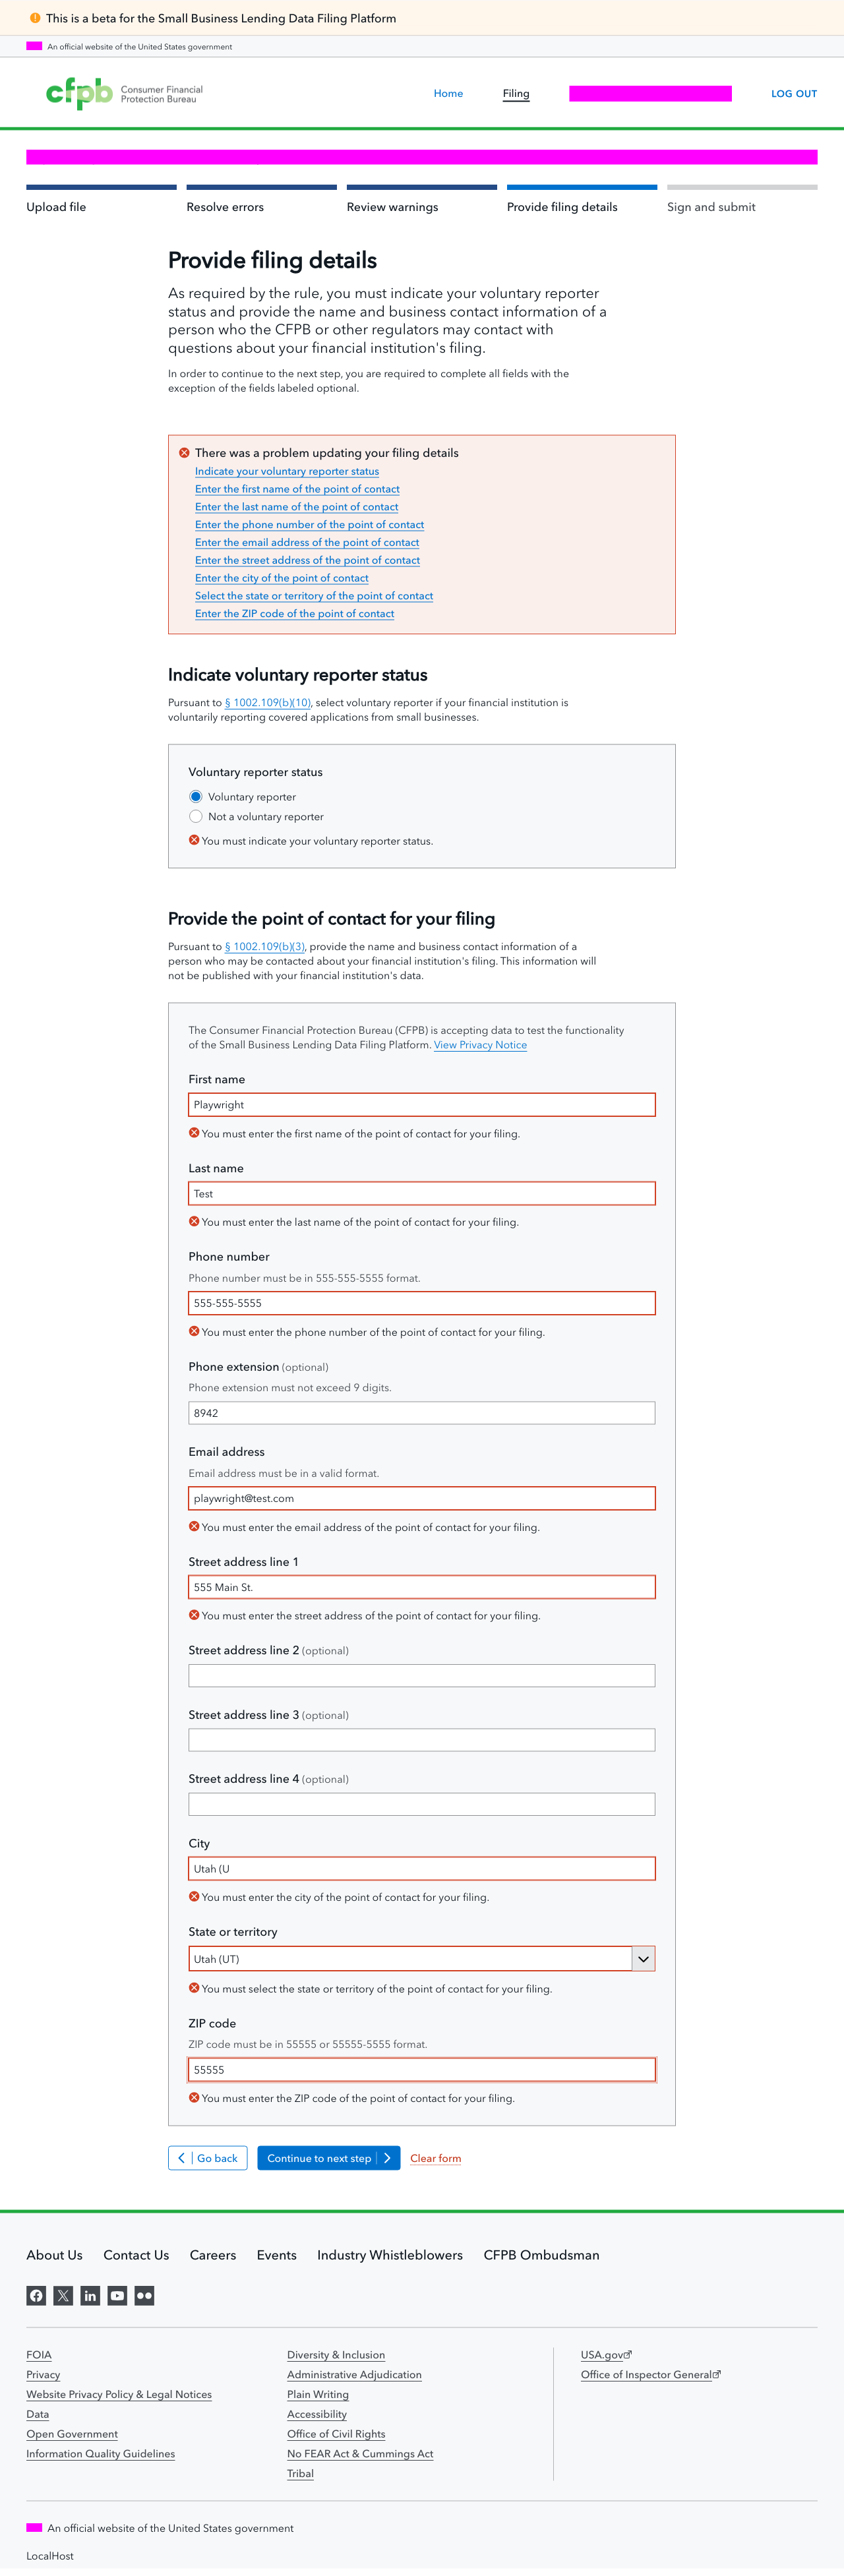 This is a beta for the Small Business Lending Data Filing Platform
An official website of the United States government
cfpb Consumer Financial
Protection Bureau
Home Filing LOG OUT
Upload file Resolve errors Review warnings Provide filing details Sign and submit
Provide filing details
As required by the rule, you must indicate your voluntary reporter
status and provide the name and business contact information of a
person who the CFPB or other regulators may contact with
questions about your financial institution's filing.
In order to continue to the next step, you are required to complete all fields with the
exception of the fields labeled optional.
There was a problem updating your filing details
Indicate your voluntary reporter status
Enter the first name of the point of contact
Enter the last name of the point of contact
Enter the phone number of the point of contact
Enter the email address of the point of contact
Enter the street address of the point of contact
Enter the city of the point of contact
Select the state or territory of the point of contact
Enter the ZIP code of the point of contact
Indicate voluntary reporter status
Pursuant to § 1002.109(b)(10), select voluntary reporter if your financial institution is
voluntarily reporting covered applications from small businesses.
Voluntary reporter status
Voluntary reporter
Not a voluntary reporter
You must indicate your voluntary reporter status.
Provide the point of contact for your filing
Pursuant to § 1002.109(b)(3), provide the name and business contact information of a
person who may be contacted about your financial institution's filing. This information will
not be published with your financial institution's data.
The Consumer Financial Protection Bureau (CFPB) is accepting data to test the functionality
of the Small Business Lending Data Filing Platform. View Privacy Notice
First name
Playwright
You must enter the first name of the point of contact for your filing.
Last name
Test
You must enter the last name of the point of contact for your filing.
Phone number
Phone number must be in 555-555-5555 format.
555-555-5555
You must enter the phone number of the point of contact for your filing.
Phone extension (optional)
Phone extension must not exceed 9 digits.
8942
Email address
Email address must be in a valid format.
playwright@test.com
You must enter the email address of the point of contact for your filing.
Street address line 1
555 Main St.
You must enter the street address of the point of contact for your filing.
Street address line 2 (optional)
Street address line 3 (optional)
Street address line 4 (optional)
City
Utah (U
You must enter the city of the point of contact for your filing.
State or territory
Utah (UT)
You must select the state or territory of the point of contact for your filing.
ZIP code
ZIP code must be in 55555 or 55555-5555 format.
55555
You must enter the ZIP code of the point of contact for your filing.
Go back Continue to next step Clear form
About Us Contact Us Careers Events Industry Whistleblowers CFPB Ombudsman
FOIA
Privacy
Website Privacy Policy & Legal Notices
Data
Open Government
Information Quality Guidelines
Diversity & Inclusion
Administrative Adjudication
Plain Writing
Accessibility
Office of Civil Rights
No FEAR Act & Cummings Act
Tribal
USA.gov
Office of Inspector General
An official website of the United States government
LocalHost